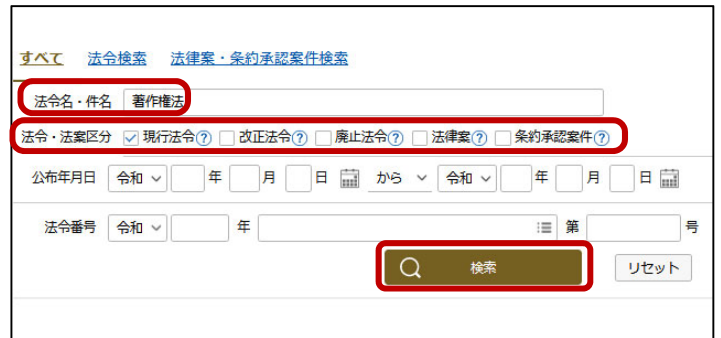 すべて 法令検索 法律案・条約承認案件検索
法令名・件名 著作権法
法令・法案区分 現行法令? 改正法令? 廃止法令? 法律案? 条約承認案件?
公布年月日 令和 年 月 日 から 令和 年 月 日
法令番号 令和 年 第 号
検索 リセット